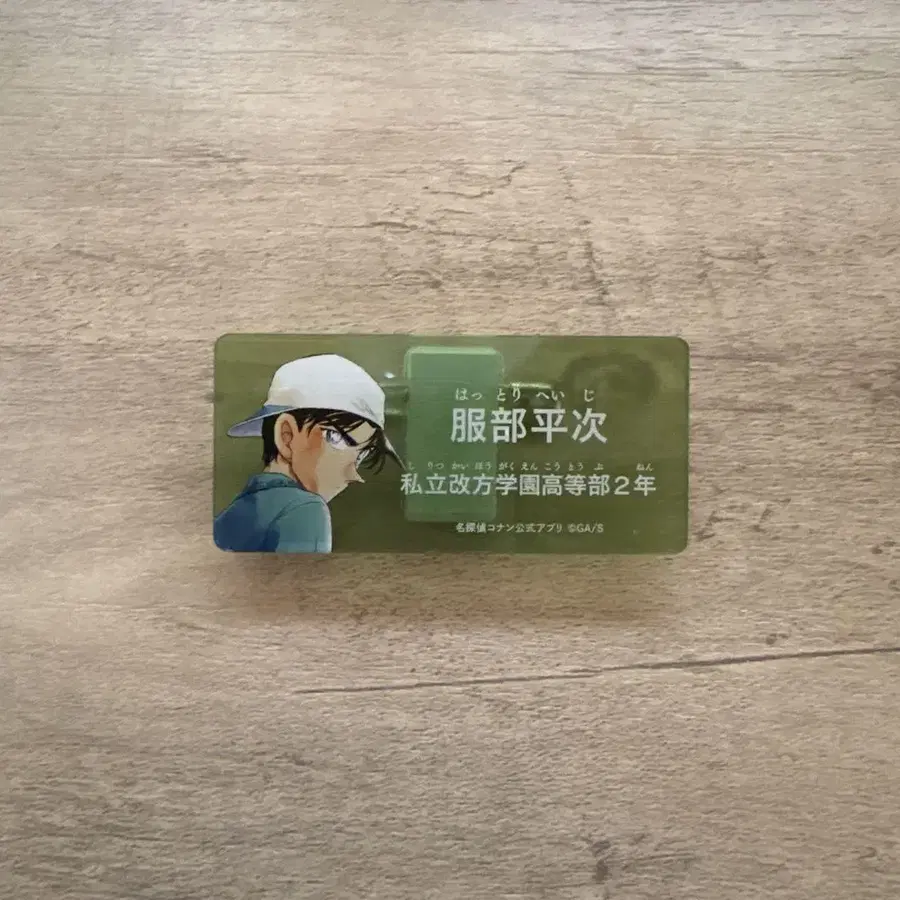 はっとりへいじ
服部平次
しりつかいほうがくえんこうとうぶ ねん
私立改方学園高等部2年
名探偵コナン公式アプリ ©GA/S